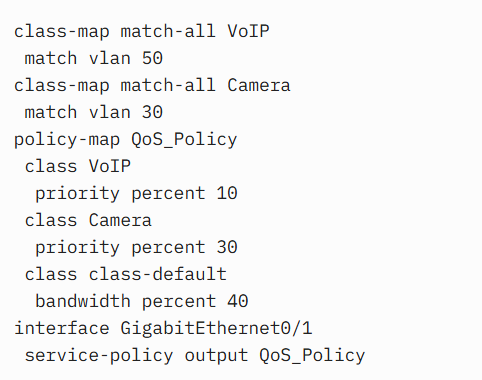 class-map match-all VoIP
 match vlan 50
class-map match-all Camera
 match vlan 30
policy-map QoS_Policy
 class VoIP
  priority percent 10
 class Camera
  priority percent 30
 class class-default
  bandwidth percent 40
interface GigabitEthernet0/1
 service-policy output QoS_Policy